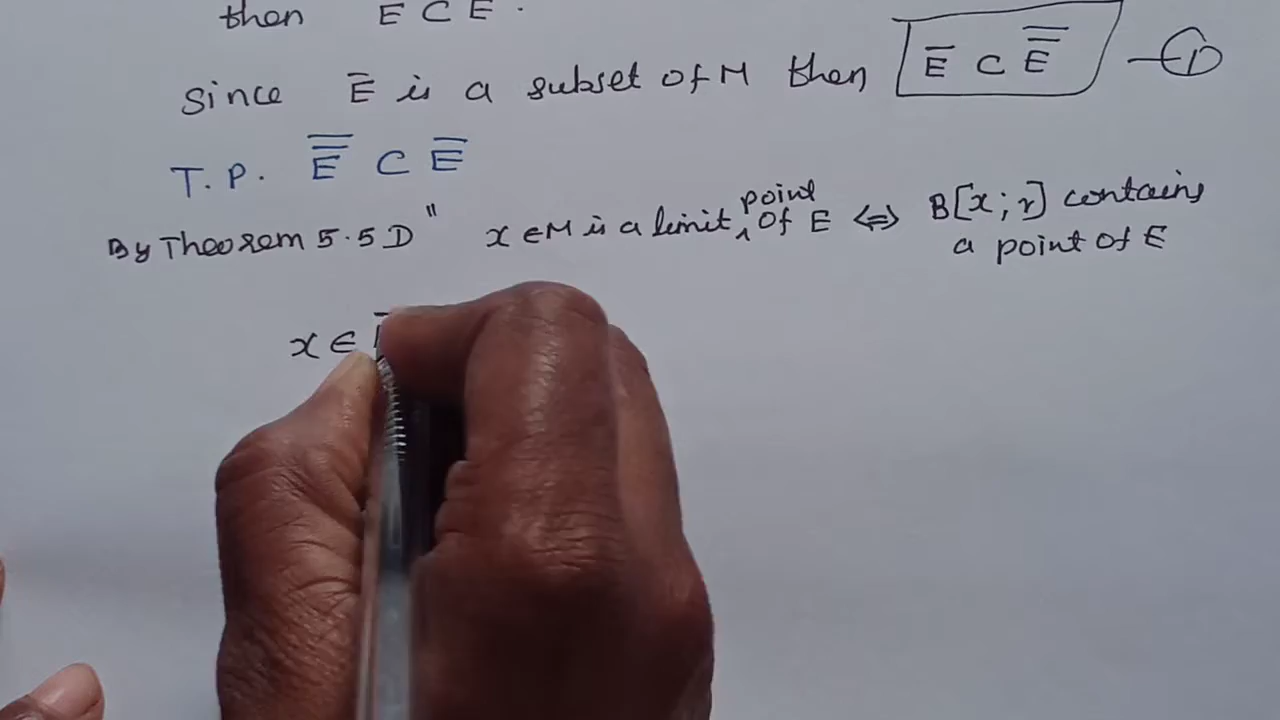 then E C E̅.
since E̅ is a subset of M then E̅ C E̿ — ①
T.P. E̿ C E̅
By Theorem 5.5D " x ∈ M is a limit point of E ⇔ B[x; r] contains
a point of E
x ∈